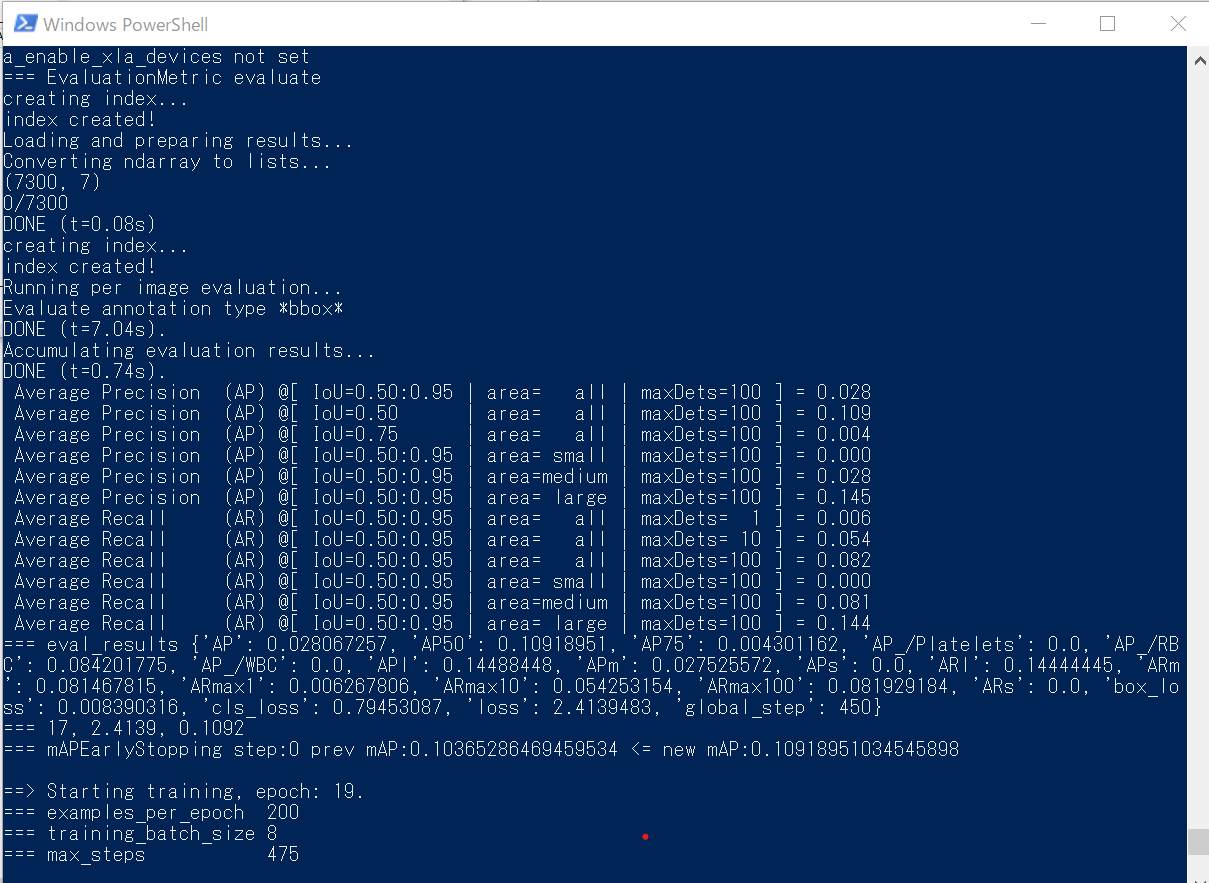 Windows PowerShell
a_enable_xla_devices not set
=== EvaluationMetric evaluate
creating index...
index created!
Loading and preparing results...
Converting ndarray to lists...
(7300, 7)
0/7300
DONE (t=0.08s)
creating index...
index created!
Running per image evaluation...
Evaluate annotation type *bbox*
DONE (t=7.04s).
Accumulating evaluation results...
DONE (t=0.74s).
 Average Precision  (AP) @[ IoU=0.50:0.95 | area=   all | maxDets=100 ] = 0.028
 Average Precision  (AP) @[ IoU=0.50      | area=   all | maxDets=100 ] = 0.109
 Average Precision  (AP) @[ IoU=0.75      | area=   all | maxDets=100 ] = 0.004
 Average Precision  (AP) @[ IoU=0.50:0.95 | area= small | maxDets=100 ] = 0.000
 Average Precision  (AP) @[ IoU=0.50:0.95 | area=medium | maxDets=100 ] = 0.028
 Average Precision  (AP) @[ IoU=0.50:0.95 | area= large | maxDets=100 ] = 0.145
 Average Recall     (AR) @[ IoU=0.50:0.95 | area=   all | maxDets=  1 ] = 0.006
 Average Recall     (AR) @[ IoU=0.50:0.95 | area=   all | maxDets= 10 ] = 0.054
 Average Recall     (AR) @[ IoU=0.50:0.95 | area=   all | maxDets=100 ] = 0.082
 Average Recall     (AR) @[ IoU=0.50:0.95 | area= small | maxDets=100 ] = 0.000
 Average Recall     (AR) @[ IoU=0.50:0.95 | area=medium | maxDets=100 ] = 0.081
 Average Recall     (AR) @[ IoU=0.50:0.95 | area= large | maxDets=100 ] = 0.144
=== eval_results {'AP': 0.028067257, 'AP50': 0.10918951, 'AP75': 0.004301162, 'AP_/Platelets': 0.0, 'AP_/RB
C': 0.084201775, 'AP_/WBC': 0.0, 'APl': 0.14488448, 'APm': 0.027525572, 'APs': 0.0, 'ARl': 0.14444445, 'ARm
': 0.081467815, 'ARmax1': 0.006267806, 'ARmax10': 0.054253154, 'ARmax100': 0.081929184, 'ARs': 0.0, 'box_lo
ss': 0.008390316, 'cls_loss': 0.79453087, 'loss': 2.4139483, 'global_step': 450}
=== 17, 2.4139, 0.1092
=== mAPEarlyStopping step:0 prev mAP:0.10365286469459534 <= new mAP:0.10918951034545898
==> Starting training, epoch: 19.
=== examples_per_epoch  200
=== training_batch_size 8
=== max_steps           475